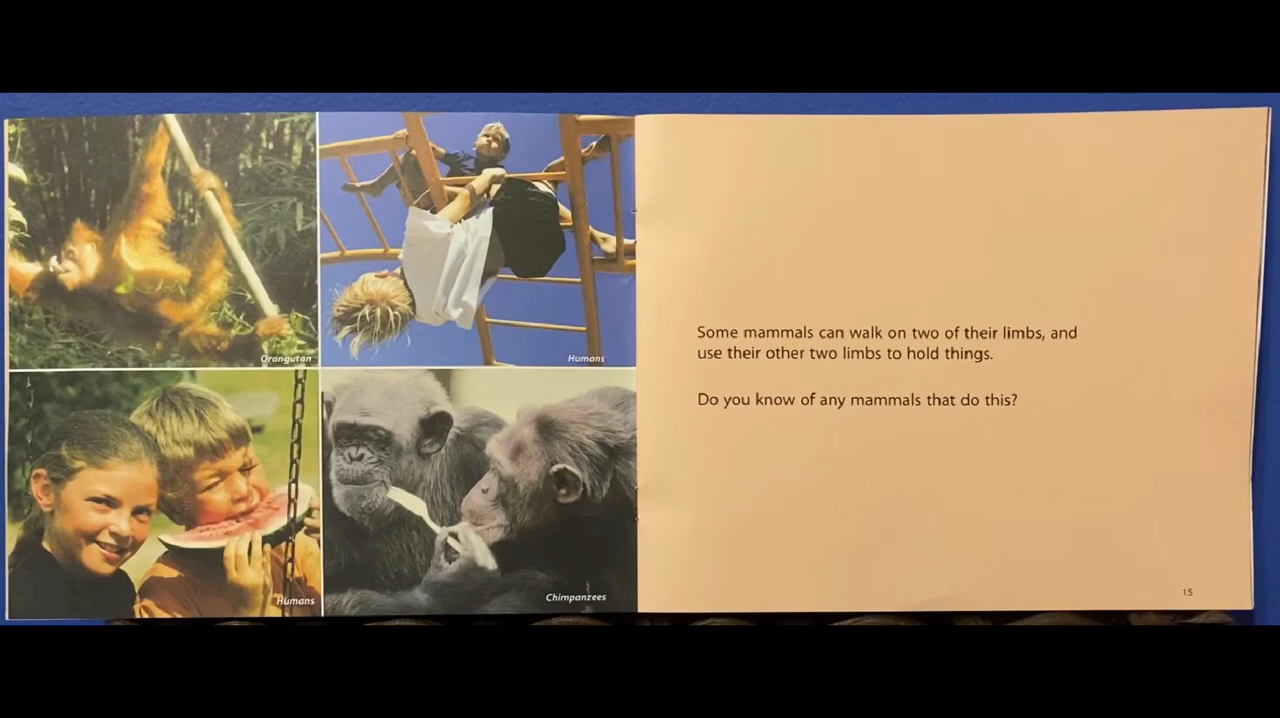 Orangutan
Humans
Humans
Chimpanzees
Some mammals can walk on two of their limbs, and
use their other two limbs to hold things.
Do you know of any mammals that do this?
15